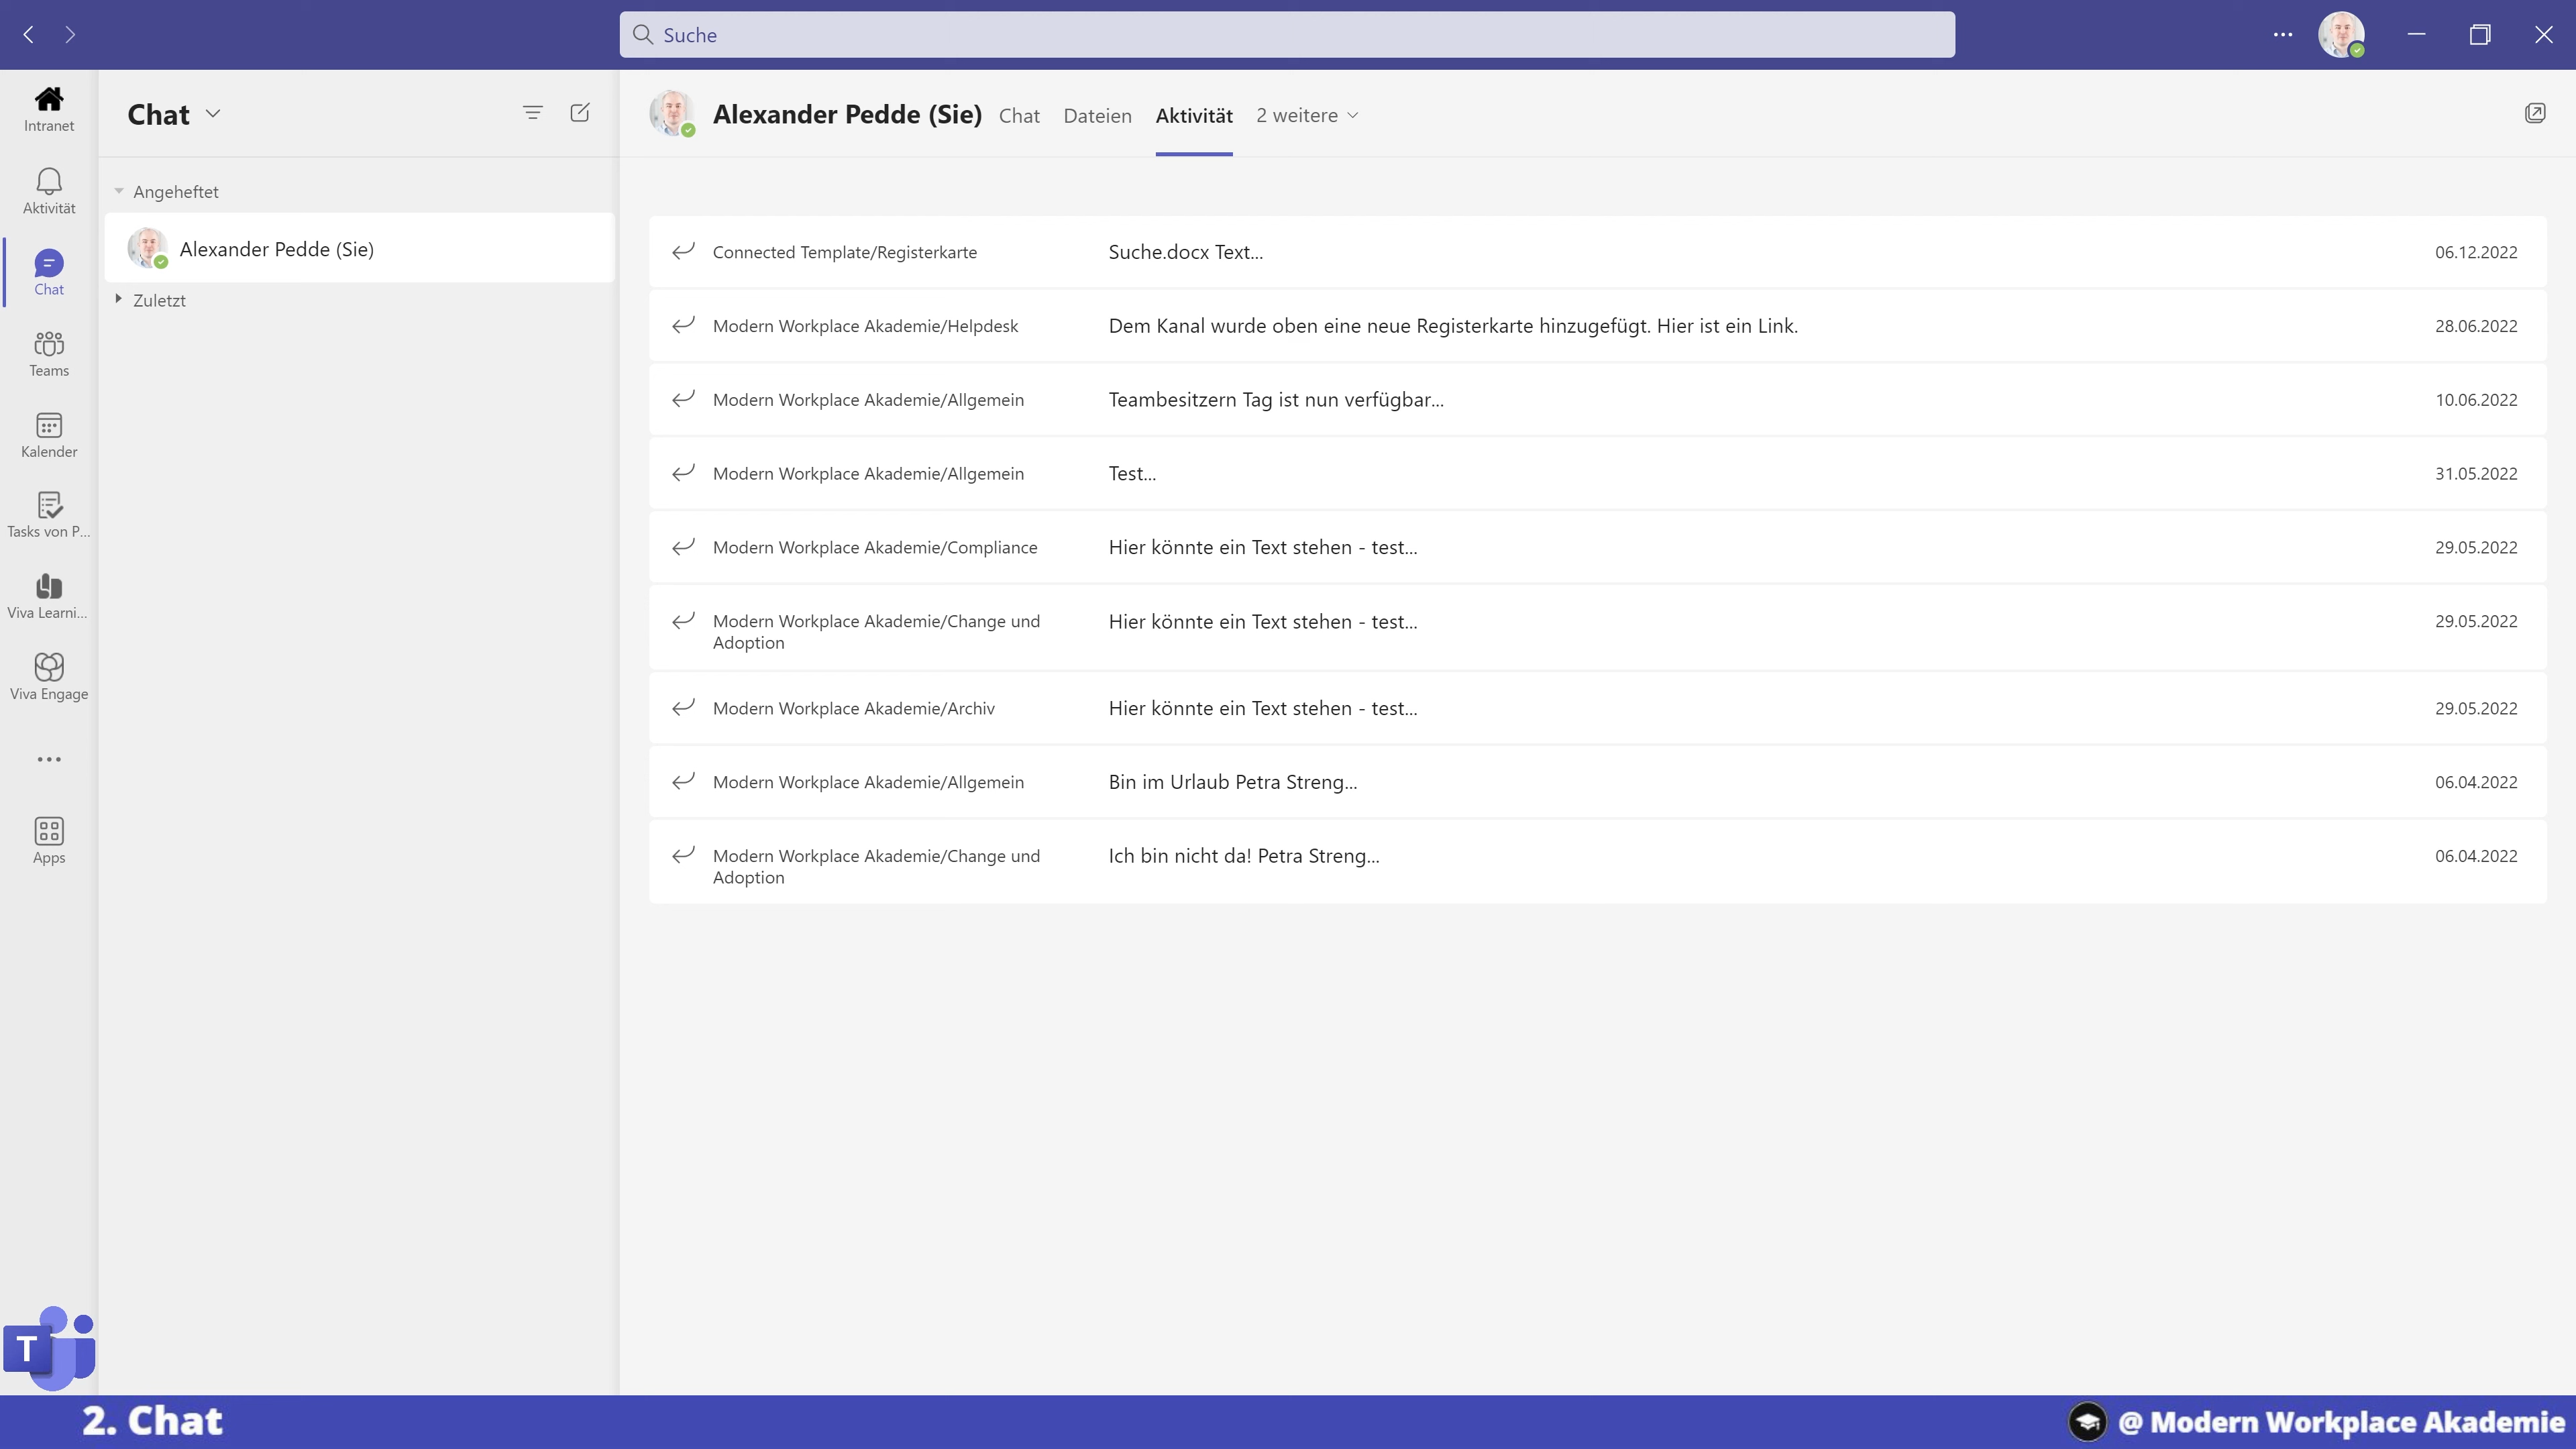 Suche
Intranet
Aktivität
Chat
Teams
Kalender
Tasks von P...
Viva Learni...
Viva Engage
Apps
Chat
Angeheftet
Alexander Pedde (Sie)
Zuletzt
Alexander Pedde (Sie) Chat Dateien Aktivität 2 weitere
Connected Template/Registerkarte Suche.docx Text... 06.12.2022
Modern Workplace Akademie/Helpdesk Dem Kanal wurde oben eine neue Registerkarte hinzugefügt. Hier ist ein Link. 28.06.2022
Modern Workplace Akademie/Allgemein Teambesitzern Tag ist nun verfügbar... 10.06.2022
Modern Workplace Akademie/Allgemein Test... 31.05.2022
Modern Workplace Akademie/Compliance Hier könnte ein Text stehen - test... 29.05.2022
Modern Workplace Akademie/Change und Hier könnte ein Text stehen - test... 29.05.2022
Adoption
Modern Workplace Akademie/Archiv Hier könnte ein Text stehen - test... 29.05.2022
Modern Workplace Akademie/Allgemein Bin im Urlaub Petra Streng... 06.04.2022
Modern Workplace Akademie/Change und Ich bin nicht da! Petra Streng... 06.04.2022
Adoption
T
2. Chat
@ Modern Workplace Akademie